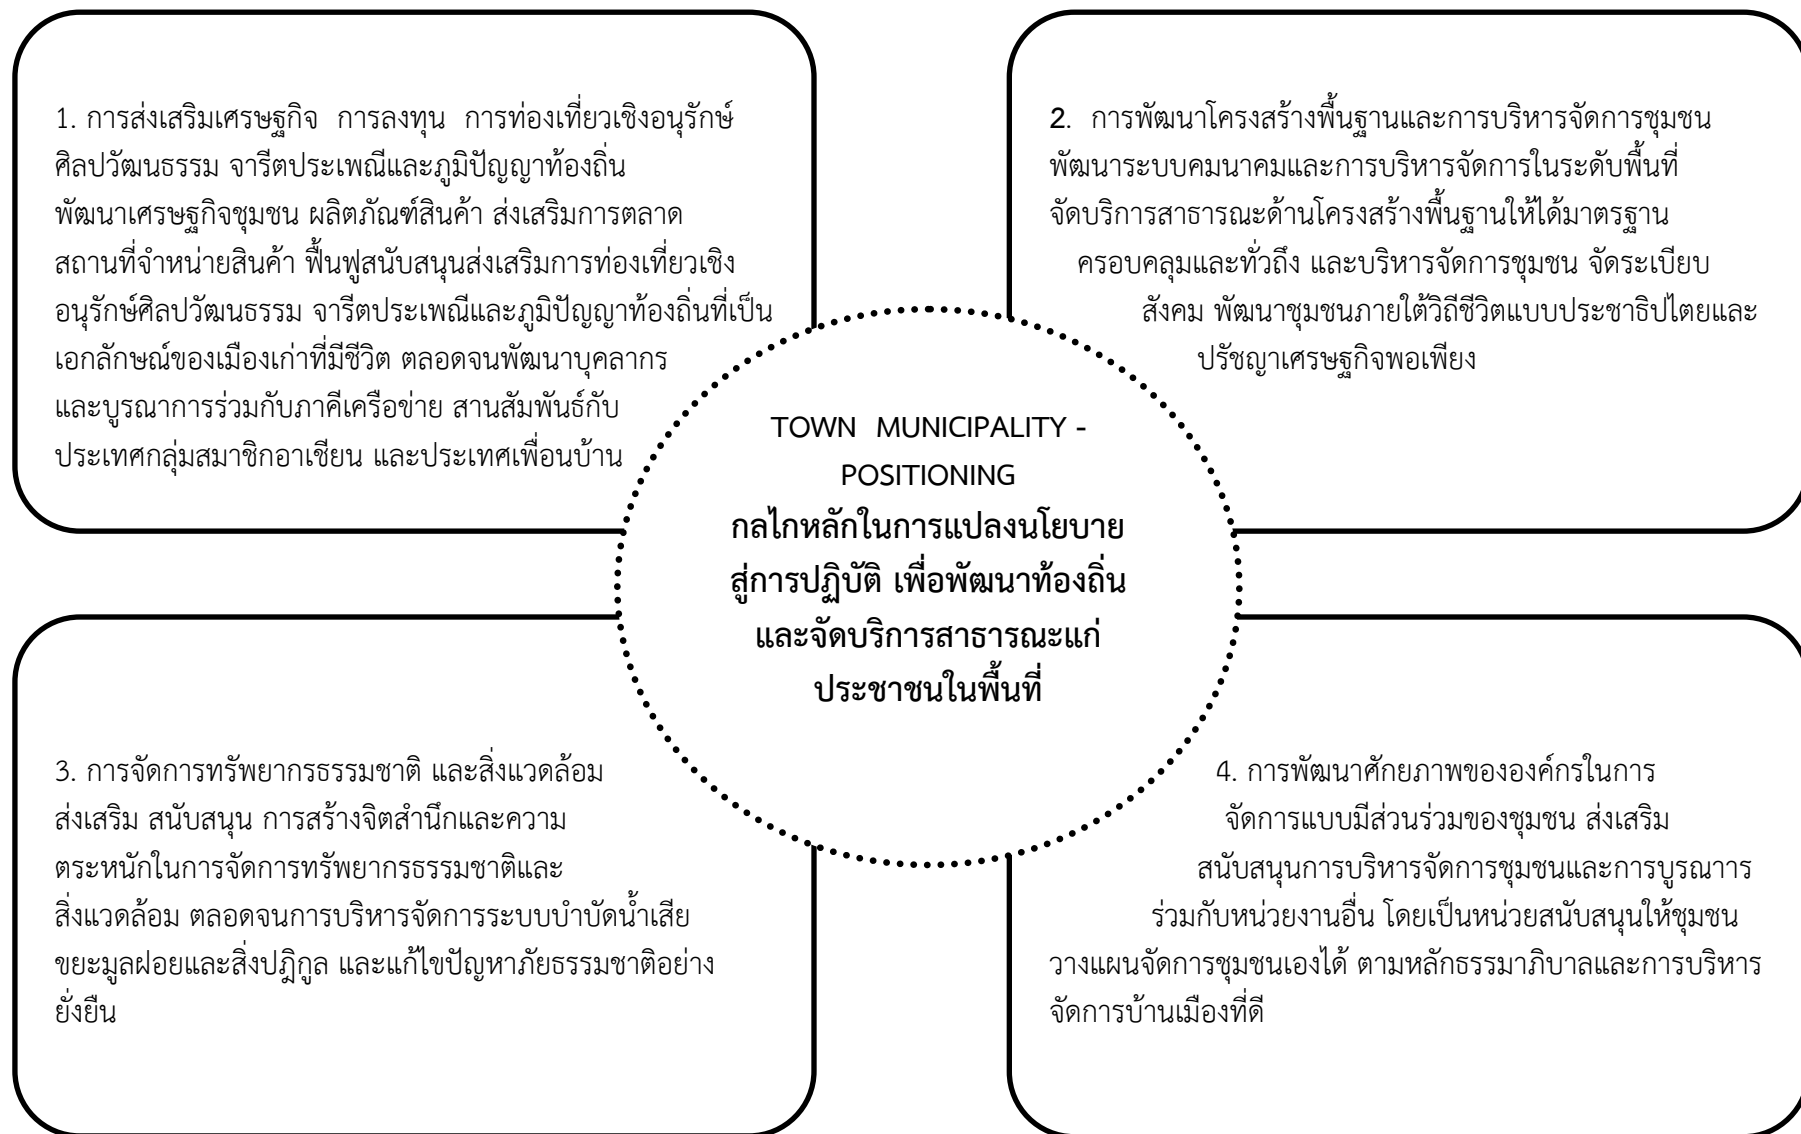 1. การส่งเสริมเศรษฐกิจ การลงทุน การท่องเที่ยวเชิงอนุรักษ์
ศิลปวัฒนธรรม จารีตประเพณีและภูมิปัญญาท้องถิ่น
พัฒนาเศรษฐกิจชุมชน ผลิตภัณฑ์สินค้า ส่งเสริมการตลาด
สถานที่จำหน่ายสินค้า ฟื้นฟูสนับสนุนส่งเสริมการท่องเที่ยวเชิง
อนุรักษ์ศิลปวัฒนธรรม จารีตประเพณีและภูมิปัญญาท้องถิ่นที่เป็น
เอกลักษณ์ของเมืองเก่าที่มีชีวิต ตลอดจนพัฒนาบุคลากร
และบูรณาการร่วมกับภาคีเครือข่าย สานสัมพันธ์กับ
ประเทศกลุ่มสมาชิกอาเซียน และประเทศเพื่อนบ้าน
2. การพัฒนาโครงสร้างพื้นฐานและการบริหารจัดการชุมชน
พัฒนาระบบคมนาคมและการบริหารจัดการในระดับพื้นที่
จัดบริการสาธารณะด้านโครงสร้างพื้นฐานให้ได้มาตรฐาน
ครอบคลุมและทั่วถึง และบริหารจัดการชุมชน จัดระเบียบ
สังคม พัฒนาชุมชนภายใต้วิถีชีวิตแบบประชาธิปไตยและ
ปรัชญาเศรษฐกิจพอเพียง
TOWN MUNICIPALITY -
POSITIONING
กลไกหลักในการแปลงนโยบาย
สู่การปฏิบัติ เพื่อพัฒนาท้องถิ่น
และจัดบริการสาธารณะแก่
ประชาชนในพื้นที่
3. การจัดการทรัพยากรธรรมชาติ และสิ่งแวดล้อม
ส่งเสริม สนับสนุน การสร้างจิตสำนึกและความ
ตระหนักในการจัดการทรัพยากรธรรมชาติและ
สิ่งแวดล้อม ตลอดจนการบริหารจัดการระบบบำบัดน้ำเสีย
ขยะมูลฝอยและสิ่งปฎิกูล และแก้ไขปัญหาภัยธรรมชาติอย่าง
ยั่งยืน
4. การพัฒนาศักยภาพขององค์กรในการ
จัดการแบบมีส่วนร่วมของชุมชน ส่งเสริม
สนับสนุนการบริหารจัดการชุมชนและการบูรณาาร
ร่วมกับหน่วยงานอื่น โดยเป็นหน่วยสนับสนุนให้ชุมชน
วางแผนจัดการชุมชนเองได้ ตามหลักธรรมาภิบาลและการบริหาร
จัดการบ้านเมืองที่ดี